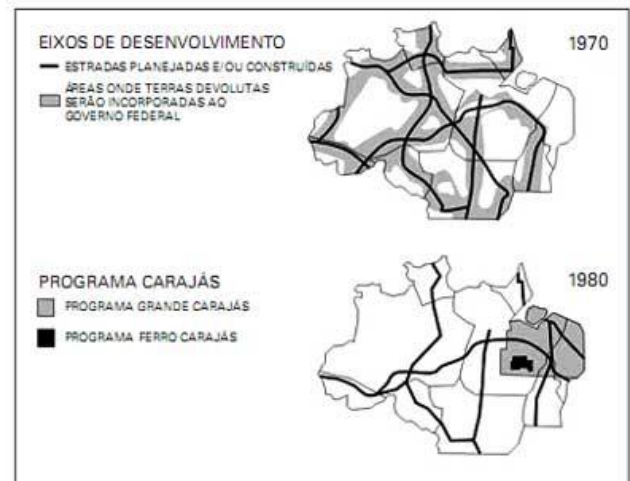 EIXOS DE DESENVOLVIMENTO
1970
ESTRADAS PLANEJADAS E/OU CONSTRUÍDAS
ÁREAS ONDE TERRAS DEVOLUTAS
SERÃO INCORPORADAS AO
GOVERNO FEDERAL
PROGRAMA CARAJÁS
1980
PROGRAMA GRANDE CARAJÁS
PROGRAMA FERRO CARAJÁS